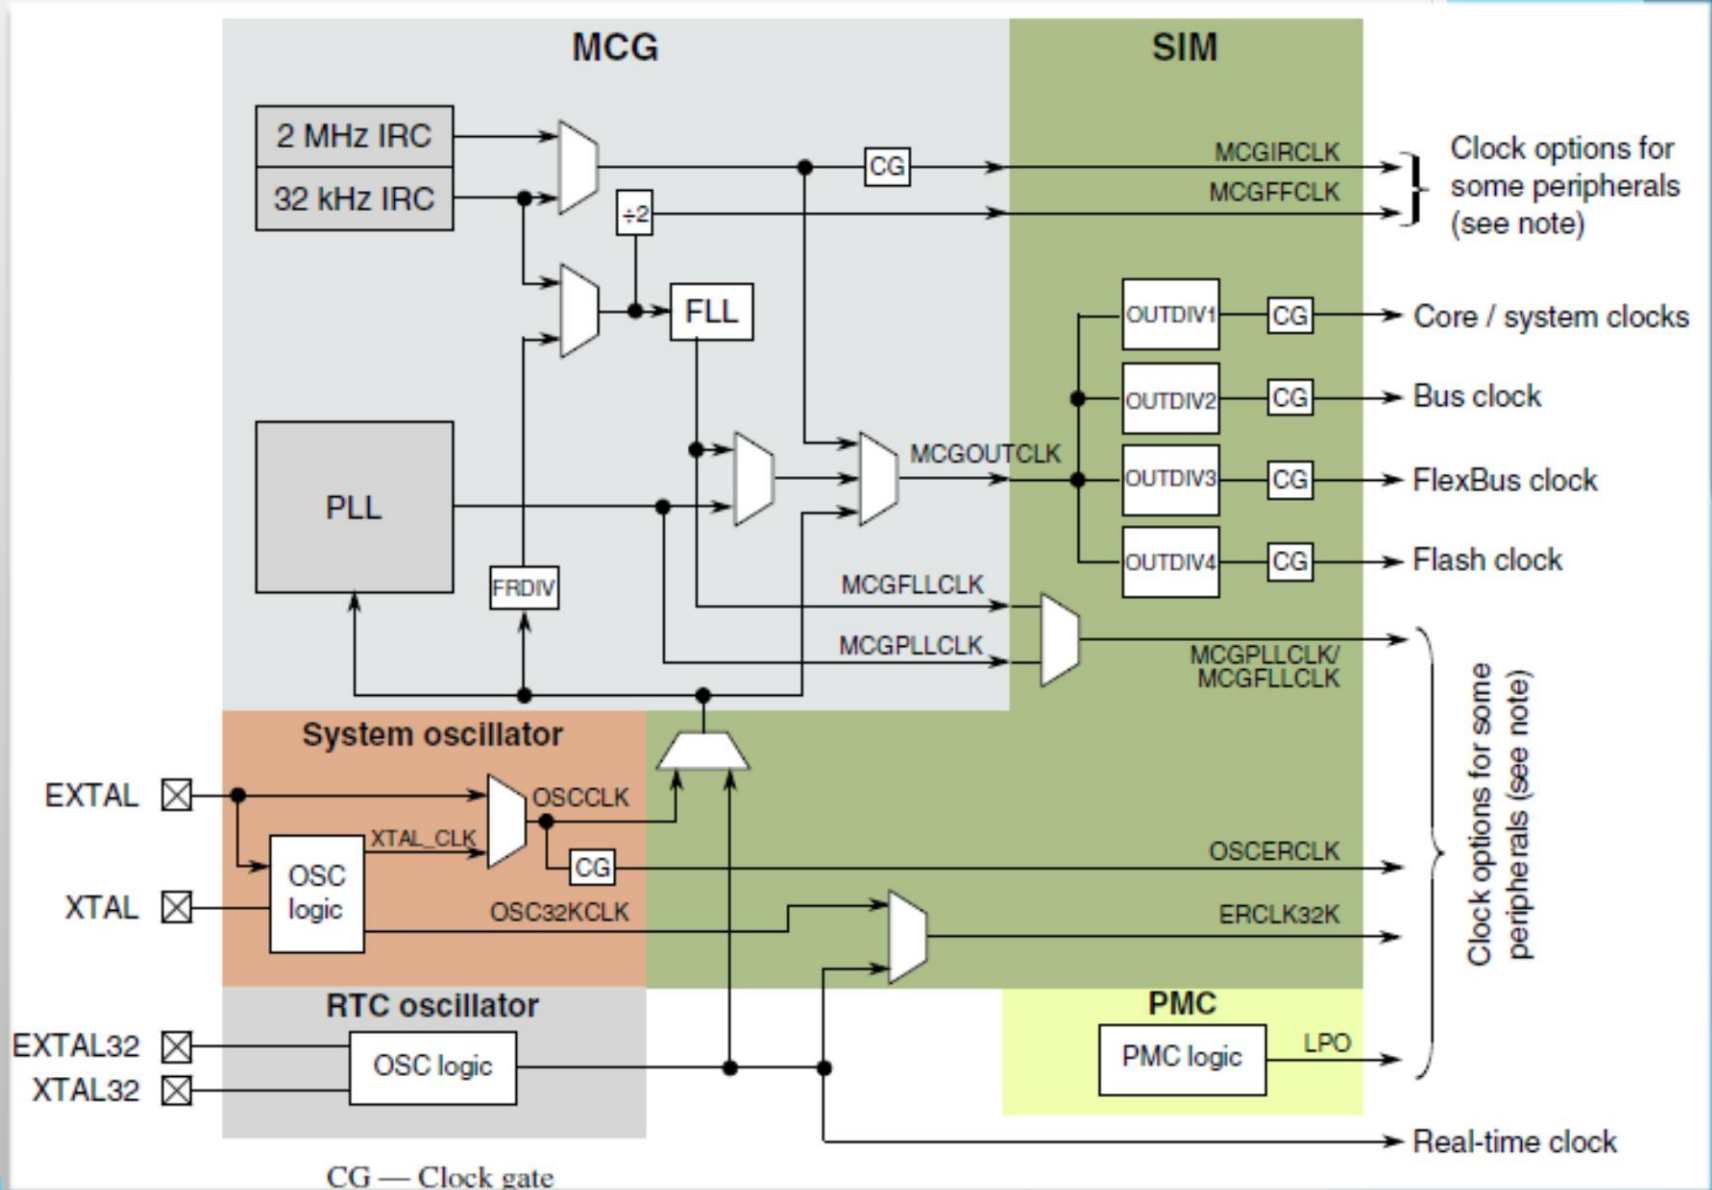 MCG
SIM
2 MHz IRC
32 kHz IRC
CG
÷2
FLL
MCGIRCLK
MCGFFCLK
Clock options for
some peripherals
(see note)
OUTDIV1
CG
Core / system clocks
OUTDIV2
CG
Bus clock
MCGOUTCLK
OUTDIV3
CG
FlexBus clock
OUTDIV4
CG
Flash clock
PLL
FRDIV
MCGFLLCLK
MCGPLLCLK
MCGPLLCLK/
MCGFLLCLK
Clock options for some
peripherals (see note)
System oscillator
EXTAL
OSCCLK
XTAL_CLK
OSC
logic
CG
OSCERCLK
XTAL
OSC32KCLK
ERCLK32K
RTC oscillator
EXTAL32
XTAL32
OSC logic
PMC
PMC logic
LPO
Real-time clock
CG — Clock gate